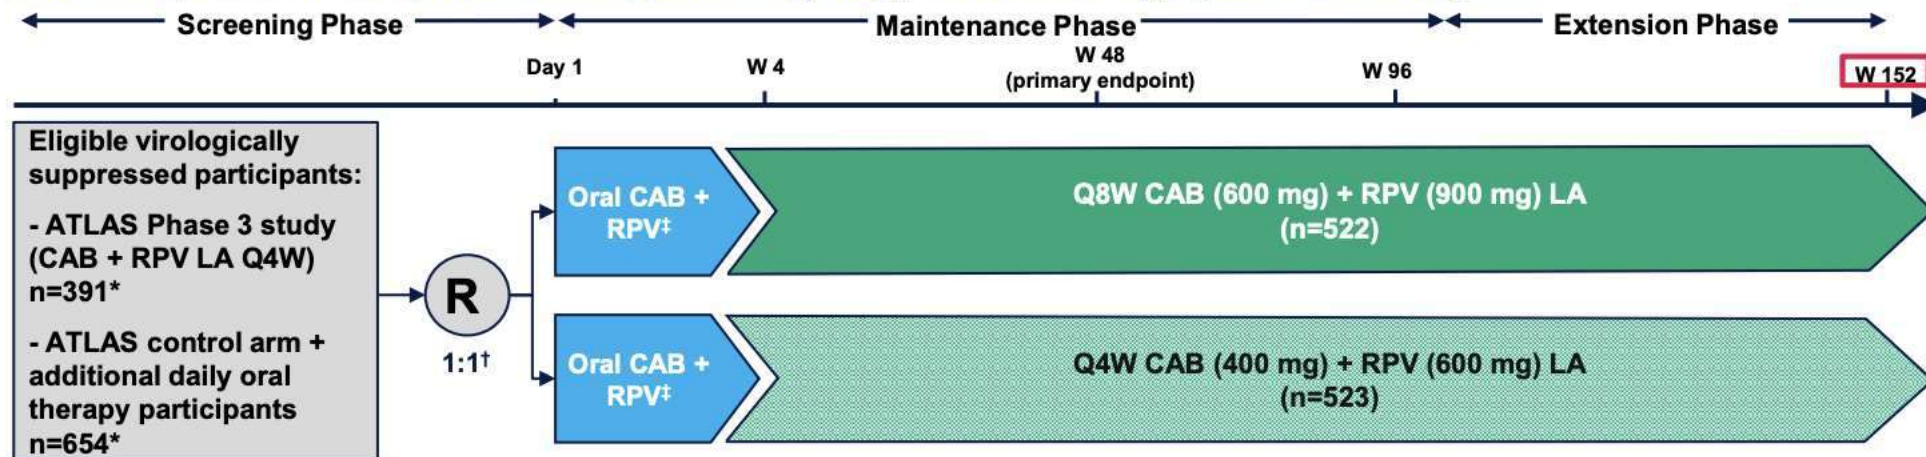 Screening Phase
Maintenance Phase
Extension Phase
Day 1
W 4
W 48
(primary endpoint)
W 96
W 152
Eligible virologically
suppressed participants:
- ATLAS Phase 3 study
(CAB + RPV LA Q4W)
n=391*
- ATLAS control arm +
additional daily oral
therapy participants
n=654*
R
1:1†
Oral CAB +
RPV‡
Q8W CAB (600 mg) + RPV (900 mg) LA
(n=522)
Oral CAB +
RPV‡
Q4W CAB (400 mg) + RPV (600 mg) LA
(n=523)